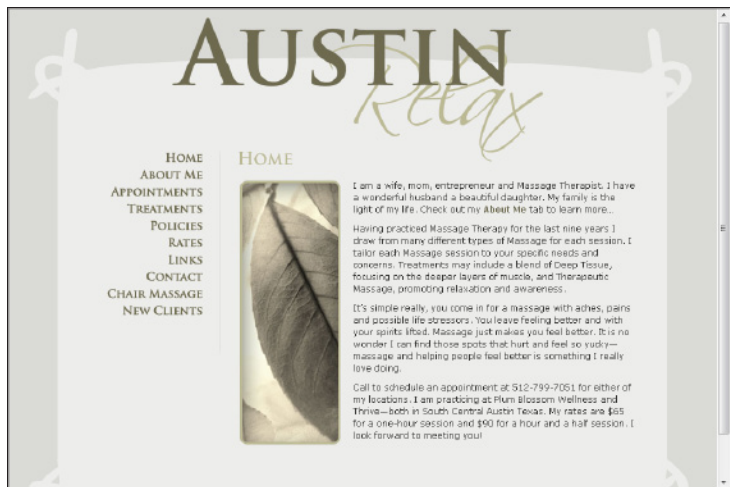 AUSTIN
Relax
HOME
ABOUT ME
APPOINTMENTS
TREATMENTS
POLICIES
RATES
LINKS
CONTACT
CHAIR MASSAGE
NEW CLIENTS
HOME
I am a wife, mom, entrepreneur and Massage Therapist. I have
a wonderful husband a beautiful daughter. My family is the
light of my life. Check out my About Me tab to learn more...
Having practiced Massage Therapy for the last nine years I
draw from many different types of Massage for each session. I
tailor each Massage session to your specific needs and
concerns. Treatments may include a blend of Deep Tissue,
focusing on the deeper layers of muscle, and Therapeutic
Massage, promoting relaxation and awareness.
It's simple really, you come in for a massage with aches, pains
and possible life stressors. You leave feeling better and with
your spirits lifted. Massage just makes you feel better. It is no
wonder I can find those spots that hurt and feel so yucky—
massage and helping people feel better is something I really
love doing.
Call to schedule an appointment at 512-799-7051 for either of
my locations. I am practicing at Plum Blossom Wellness and
Thrive—both in South Central Austin Texas. My rates are $65
for a one-hour session and $90 for a hour and a half session. I
look forward to meeting you!